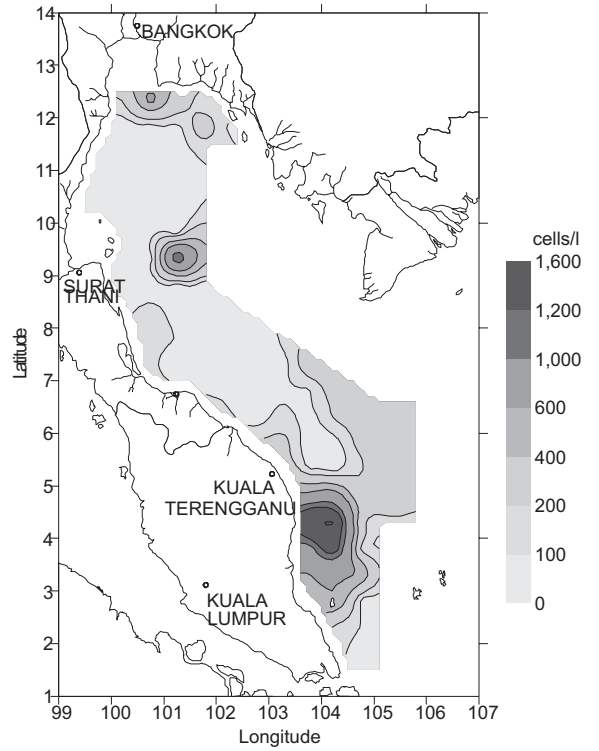 14
13
12
11
10
9
8
7
6
5
4
3
2
1
Latitude
BANGKOK
SURAT
THANI
KUALA
TERENGGANU
KUALA
LUMPUR
99 100 101 102 103 104 105 106 107
Longitude
cells/l
1,600
1,200
1,000
600
400
200
100
0